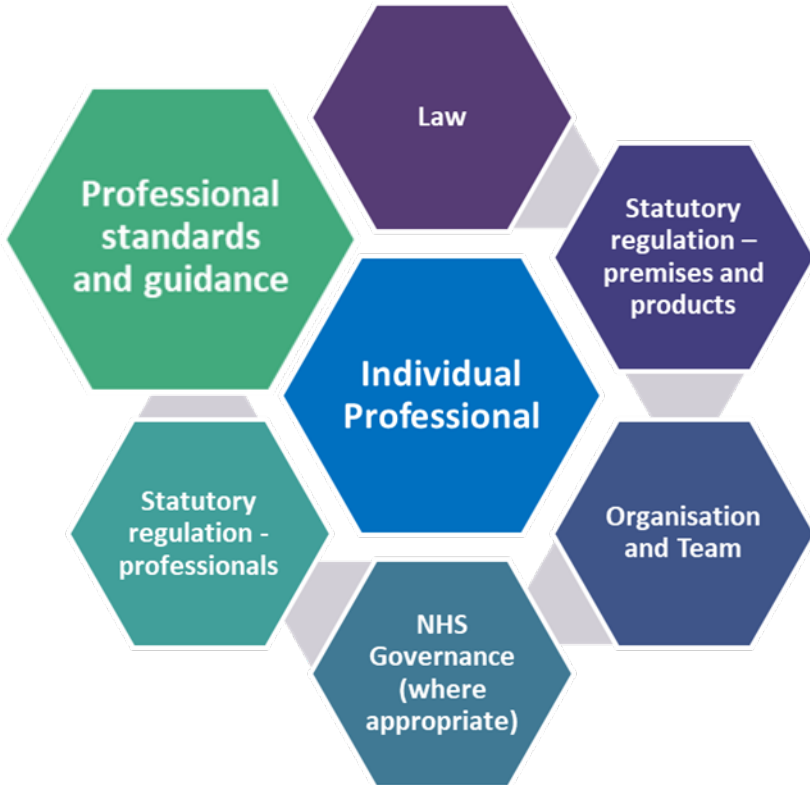 Law
Professional
standards
and guidance
Statutory
regulation –
premises and
products
Individual
Professional
Statutory
regulation -
professionals
Organisation
and Team
NHS
Governance
(where
appropriate)